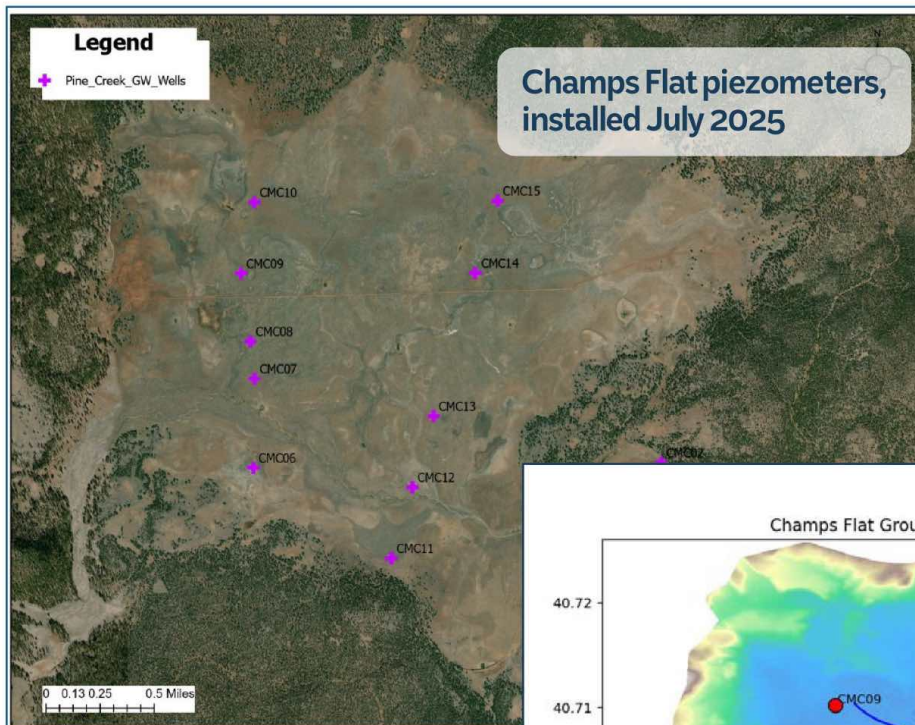 Legend
Pine_Creek_GW_Wells
N
Champs Flat piezometers,
installed July 2025
CMC10
CMC15
CMC09
CMC14
CMC08
CMC07
CMC13
CMC02
CMC06
CMC12
CMC11
0 0.13 0.25 0.5 Miles
Champs Flat Grou
40.72
CMC09
40.71